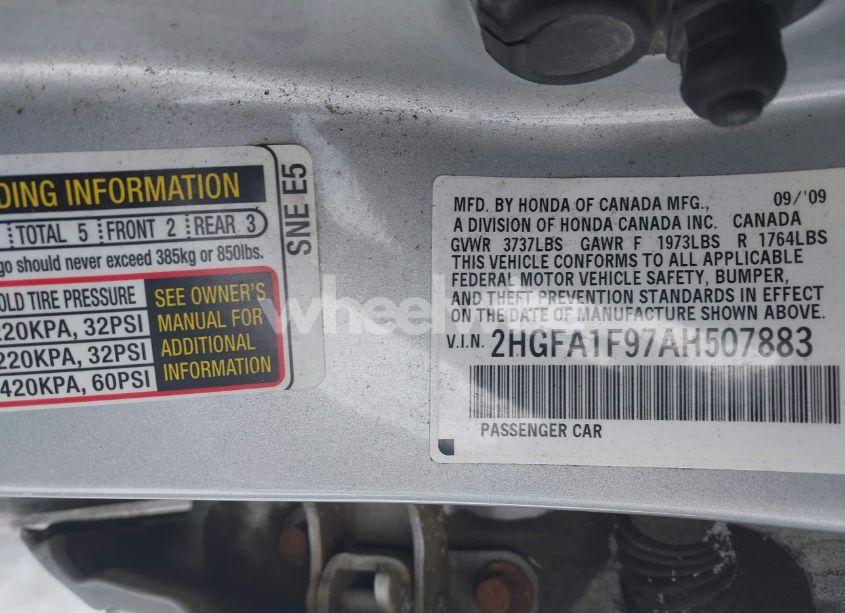 DING INFORMATION
TOTAL 5 FRONT 2 REAR 3
go should never exceed 385kg or 850lbs.
OLD TIRE PRESSURE
220KPA, 32PSI
220KPA, 32PSI
420KPA, 60PSI
SEE OWNER'S
MANUAL FOR
ADDITIONAL
INFORMATION
SNE E5
MFD. BY HONDA OF CANADA MFG., 09/'09
A DIVISION OF HONDA CANADA INC. CANADA
GVWR 3737LBS GAWR F 1973LBS R 1764LBS
THIS VEHICLE CONFORMS TO ALL APPLICABLE
FEDERAL MOTOR VEHICLE SAFETY, BUMPER,
AND THEFT PREVENTION STANDARDS IN EFFECT
ON THE DATE OF MANUFACTURE SHOWN ABOVE.
V.I.N. 2HGFA1F97AH507883
PASSENGER CAR